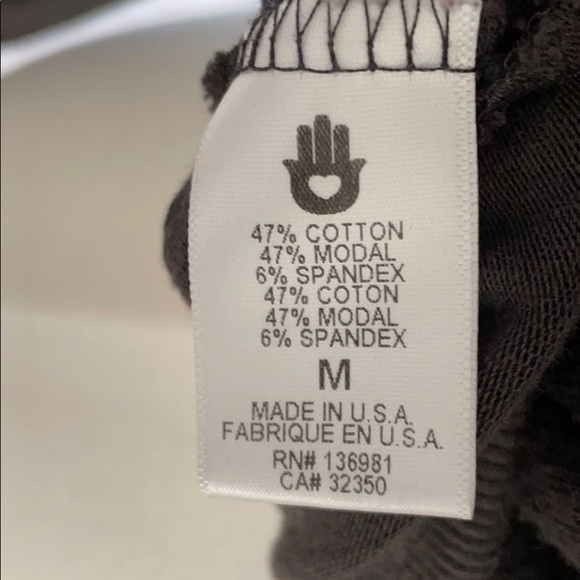 47% COTTON
47% MODAL
6% SPANDEX
47% COTON
47% MODAL
6% SPANDEX
M
MADE IN U.S.A.
FABRIQUE EN U.S.A.
RN# 136981
CA# 32350